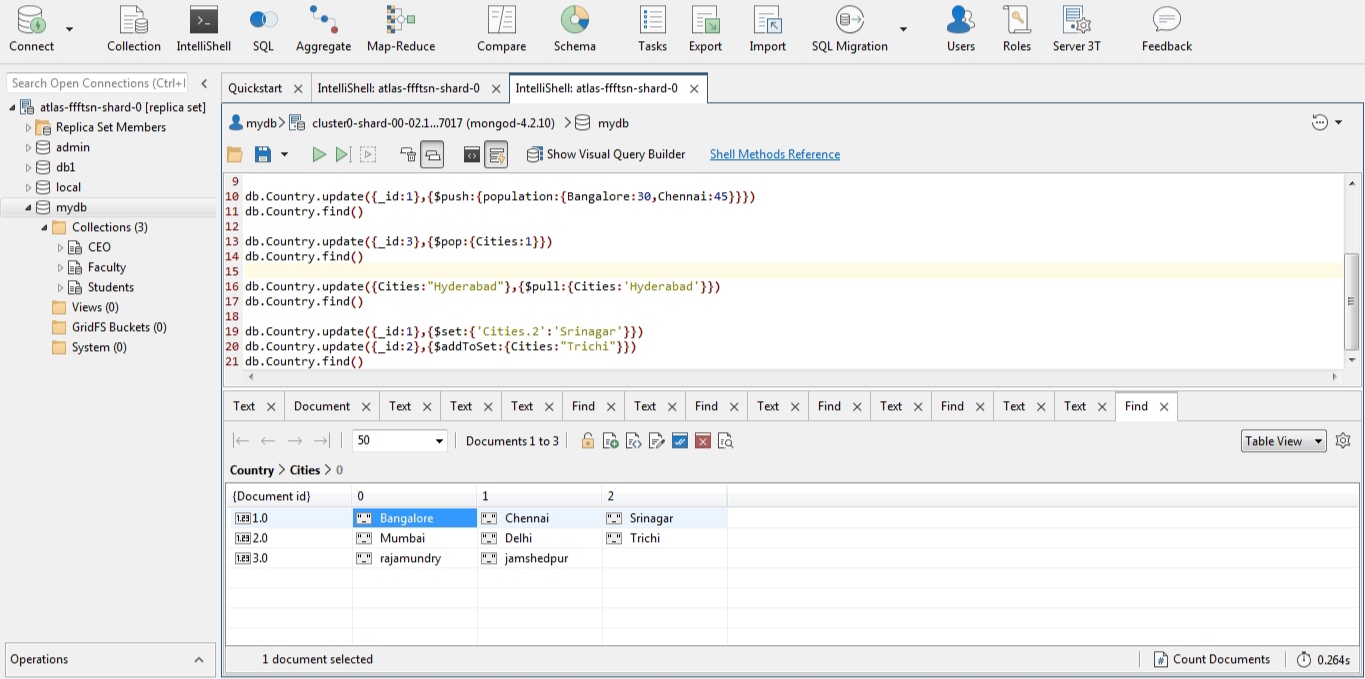 Connect
Collection
IntelliShell
SQL
Aggregate
Map-Reduce
Compare
Schema
Tasks
Export
Import
SQL Migration
Users
Roles
Server 3T
Feedback
Search Open Connections (Ctrl+
atlas-ffftsn-shard-0 [replica set]
Replica Set Members
admin
db1
local
mydb
Collections (3)
CEO
Faculty
Students
Views (0)
GridFS Buckets (0)
System (0)
Operations
Quickstart
IntelliShell: atlas-ffftsn-shard-0
IntelliShell: atlas-ffftsn-shard-0
mydb> cluster0-shard-00-02.1...7017 (mongod-4.2.10) > mydb
Show Visual Query Builder
Shell Methods Reference
9
10 db.Country.update({_id:1},{$push:{population:{Bangalore:30,Chennai:45}}})
11 db.Country.find()
12
13 db.Country.update({_id:3},{$pop:{Cities:1}})
14 db.Country.find()
15
16 db.Country.update({Cities:"Hyderabad"},{$pull:{Cities:'Hyderabad'}})
17 db.Country.find()
18
19 db.Country.update({_id:1},{$set:{'Cities.2':'Srinagar'}})
20 db.Country.update({_id:2},{$addToSet:{Cities:"Trichi"}})
21 db.Country.find()
Text Document Text Text Text Find Text Find Text Find Text Find Text Text Find
50 Documents 1 to 3
Table View
Country > Cities > 0
{Document id} 0 1 2
1.0 Bangalore Chennai Srinagar
2.0 Mumbai Delhi Trichi
3.0 rajamundry jamshedpur
1 document selected
Count Documents
0.264s